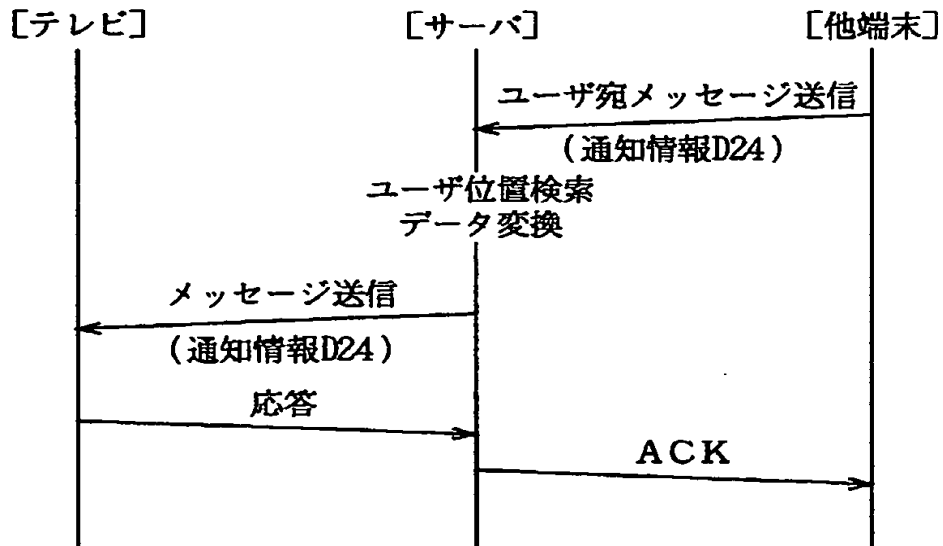 [テレビ]
[サーバ]
[他端末]
ユーザ宛メッセージ送信
(通知情報D24)
ユーザ位置検索
データ変換
メッセージ送信
(通知情報D24)
応答
ACK